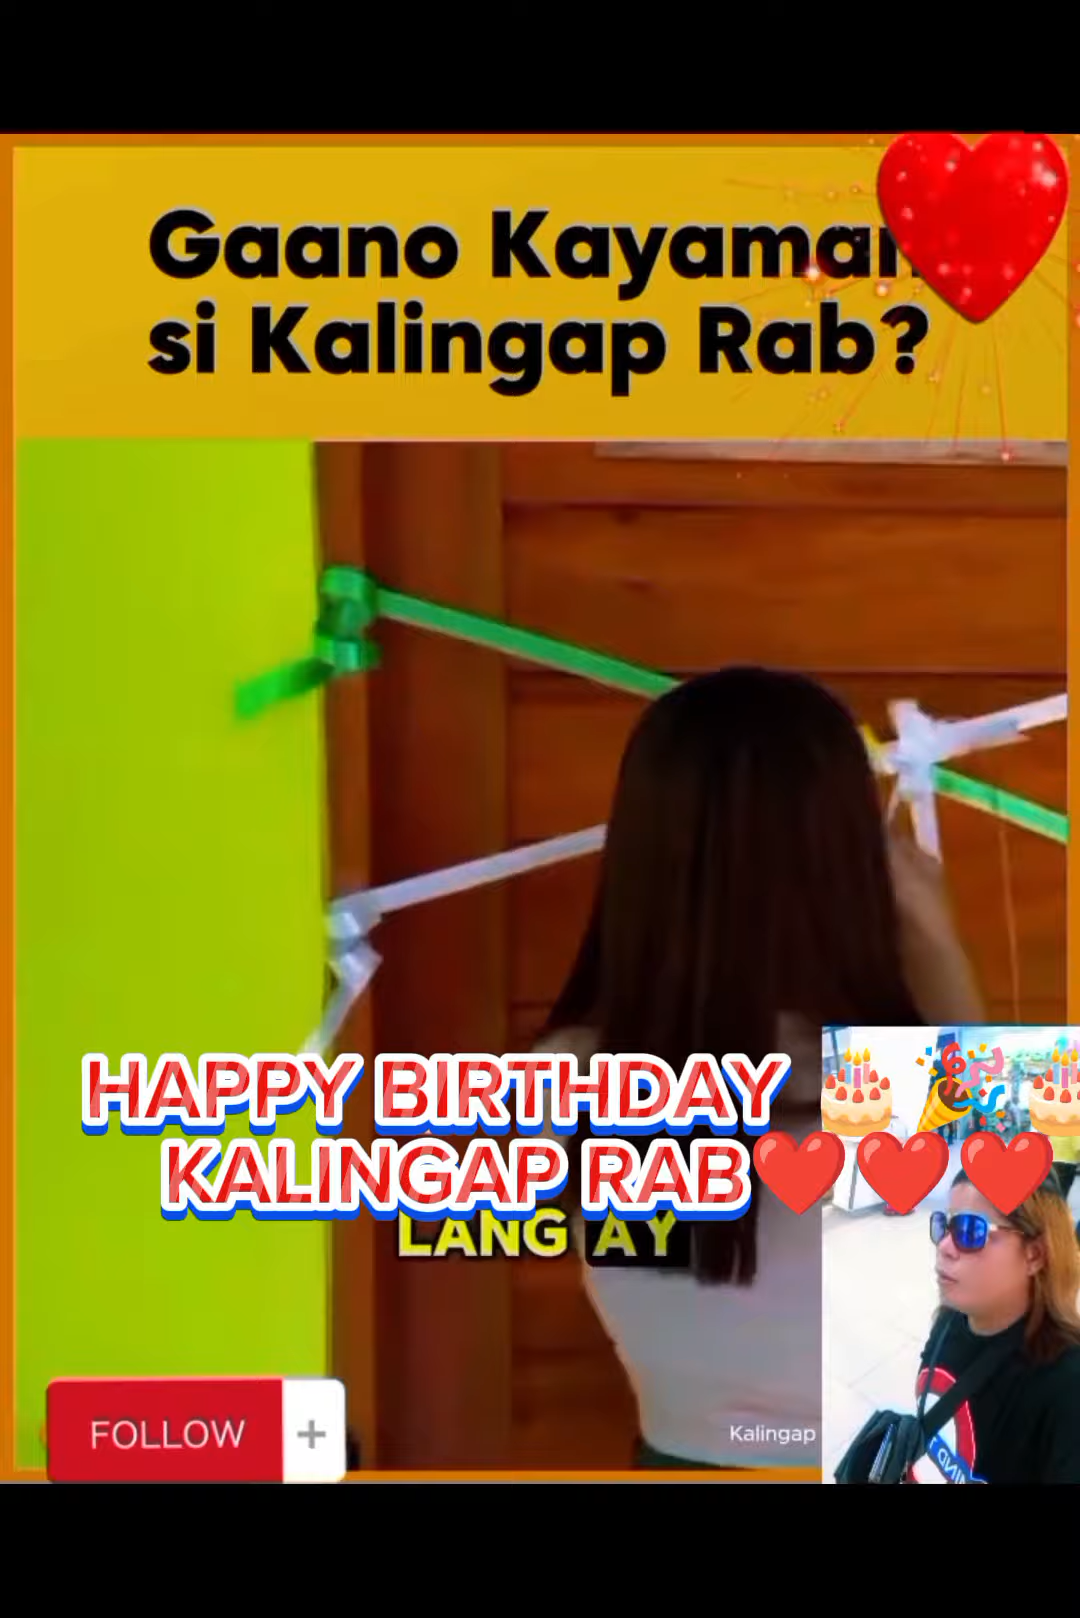 Gaano Kayaman
si Kalingap Rab?
HAPPY BIRTHDAY 🎂 🎉 🎂
KALINGAP RAB❤️❤️❤️
LANG AY
FOLLOW +
Kalingap